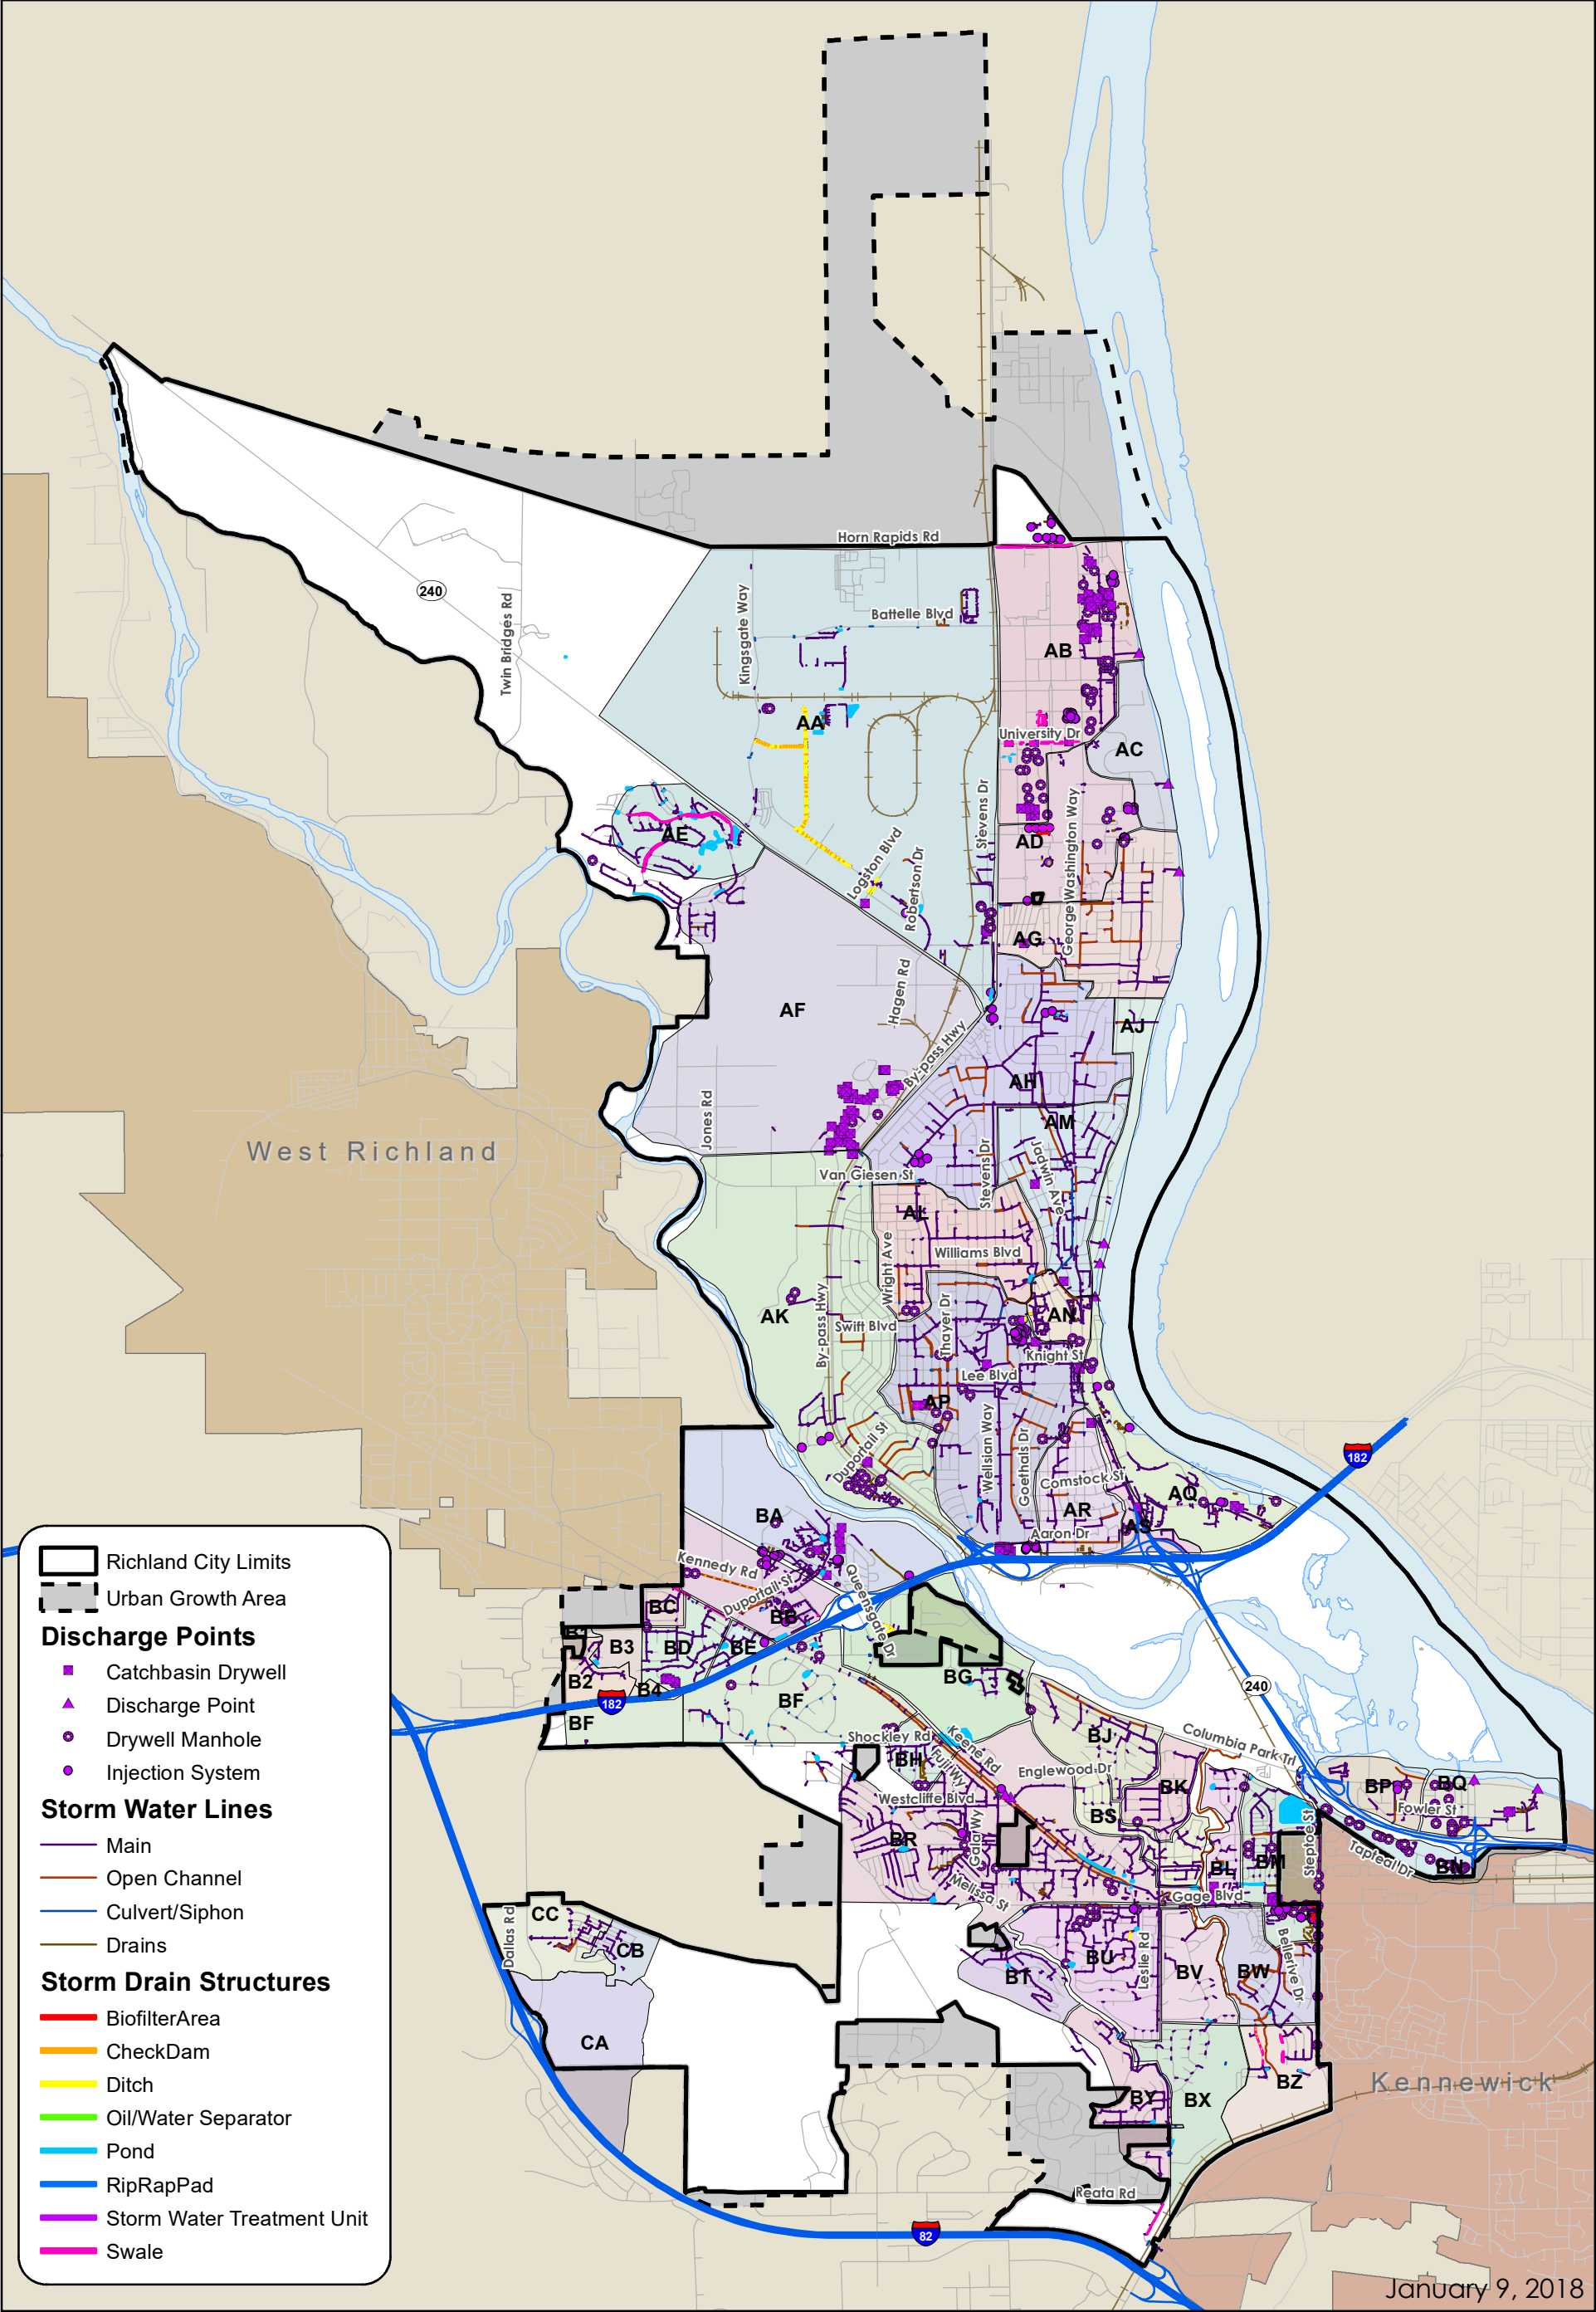 Horn Rapids Rd
240
Twin Bridges Rd
Kingsgate Way
Battelle Blvd
AB
AA
University Dr
AC
AE
AD
Stevens Dr
George Washington Way
Logston Blvd
Robertson Dr
AG
Hagen Rd
AF
AJ
By-pass Hwy
AH
Jones Rd
AM
West Richland
Van Giesen St
Stevens Dr
Jadwin Ave
AL
Williams Blvd
Wright Ave
AK
By-pass Hwy
Swift Blvd
Thayer Dr
AN
Knight St
Lee Blvd
AP
Wellsian Way
Goethals Dr
Duportail St
Comstock St
182
AQ
AR
AS
Aaron Dr
BA
Kennedy Rd
Duportail St
Queensgate Dr
BC
BB
B1
B3
BD
BE
B2
B4
182
BF
BF
BG
240
Columbia Park Trl
Shockley Rd
Keene Rd
BJ
BH
Fuji Wy
Englewood Dr
BK
BP
BQ
Westcliffe Blvd
BS
Fowler St
BR
Gala Wy
Steptoe St
Tapteal Dr
BL
BM
BN
Melissa St
Gage Blvd
CC
Dallas Rd
CB
BU
Leslie Rd
BV
BW
Bellerive Dr
BT
CA
BZ
Kennewick
BY
BX
Reata Rd
82
Richland City Limits
Urban Growth Area
Discharge Points
Catchbasin Drywell
Discharge Point
Drywell Manhole
Injection System
Storm Water Lines
Main
Open Channel
Culvert/Siphon
Drains
Storm Drain Structures
BiofilterArea
CheckDam
Ditch
Oil/Water Separator
Pond
RipRapPad
Storm Water Treatment Unit
Swale
January 9, 2018